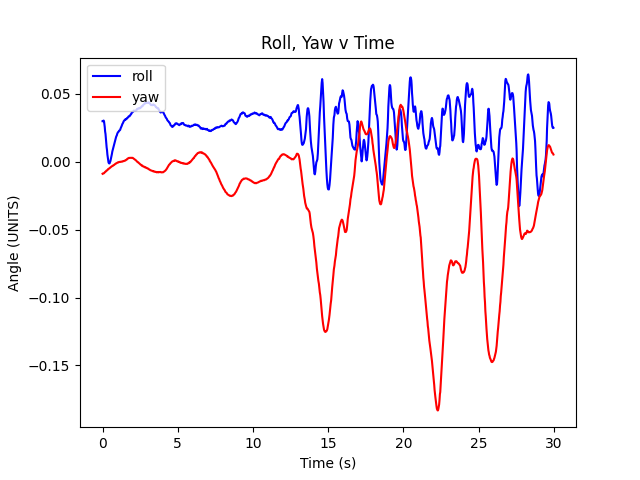 Roll, Yaw v Time
roll
yaw
0.05
0.00
−0.05
−0.10
−0.15
Angle (UNITS)
0 5 10 15 20 25 30
Time (s)